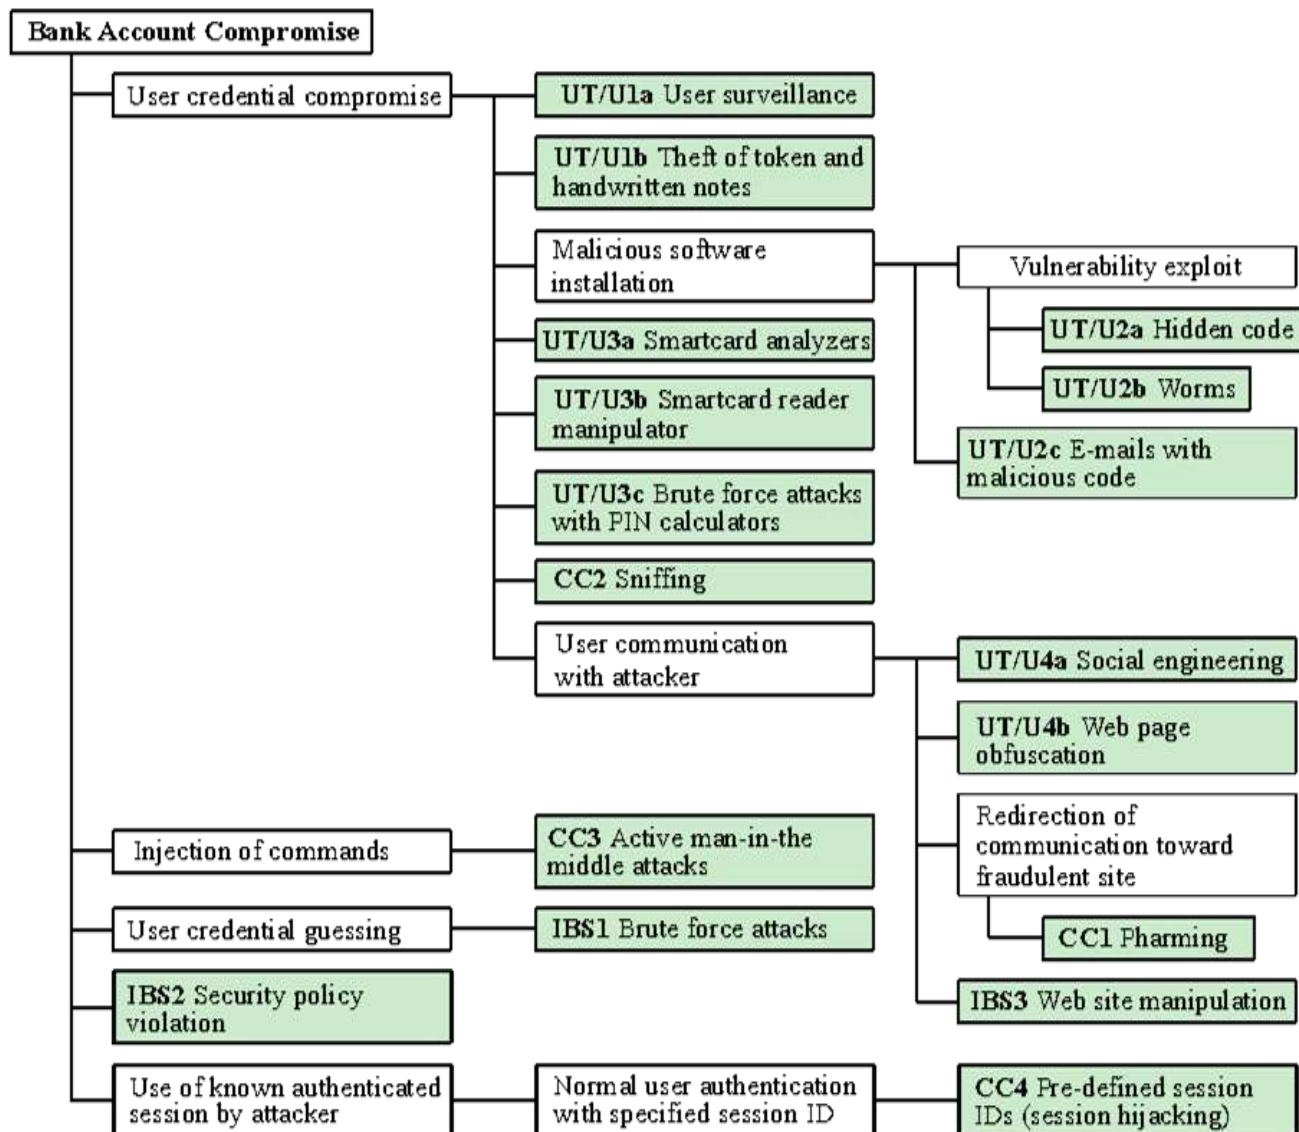 Bank Account Compromise
User credential compromise
UT/U1a User surveillance
UT/U1b Theft of token and
handwritten notes
Malicious software
installation
Vulnerability exploit
UT/U2a Hidden code
UT/U2b Worms
UT/U2c E-mails with
malicious code
UT/U3a Smartcard analyzers
UT/U3b Smartcard reader
manipulator
UT/U3c Brute force attacks
with PIN calculators
CC2 Sniffing
User communication
with attacker
UT/U4a Social engineering
UT/U4b Web page
obfuscation
Redirection of
communication toward
fraudulent site
CC1 Pharming
IBS3 Web site manipulation
Injection of commands
CC3 Active man-in-the
middle attacks
User credential guessing
IBS1 Brute force attacks
IBS2 Security policy
violation
Use of known authenticated
session by attacker
Normal user authentication
with specified session ID
CC4 Pre-defined session
IDs (session hijacking)